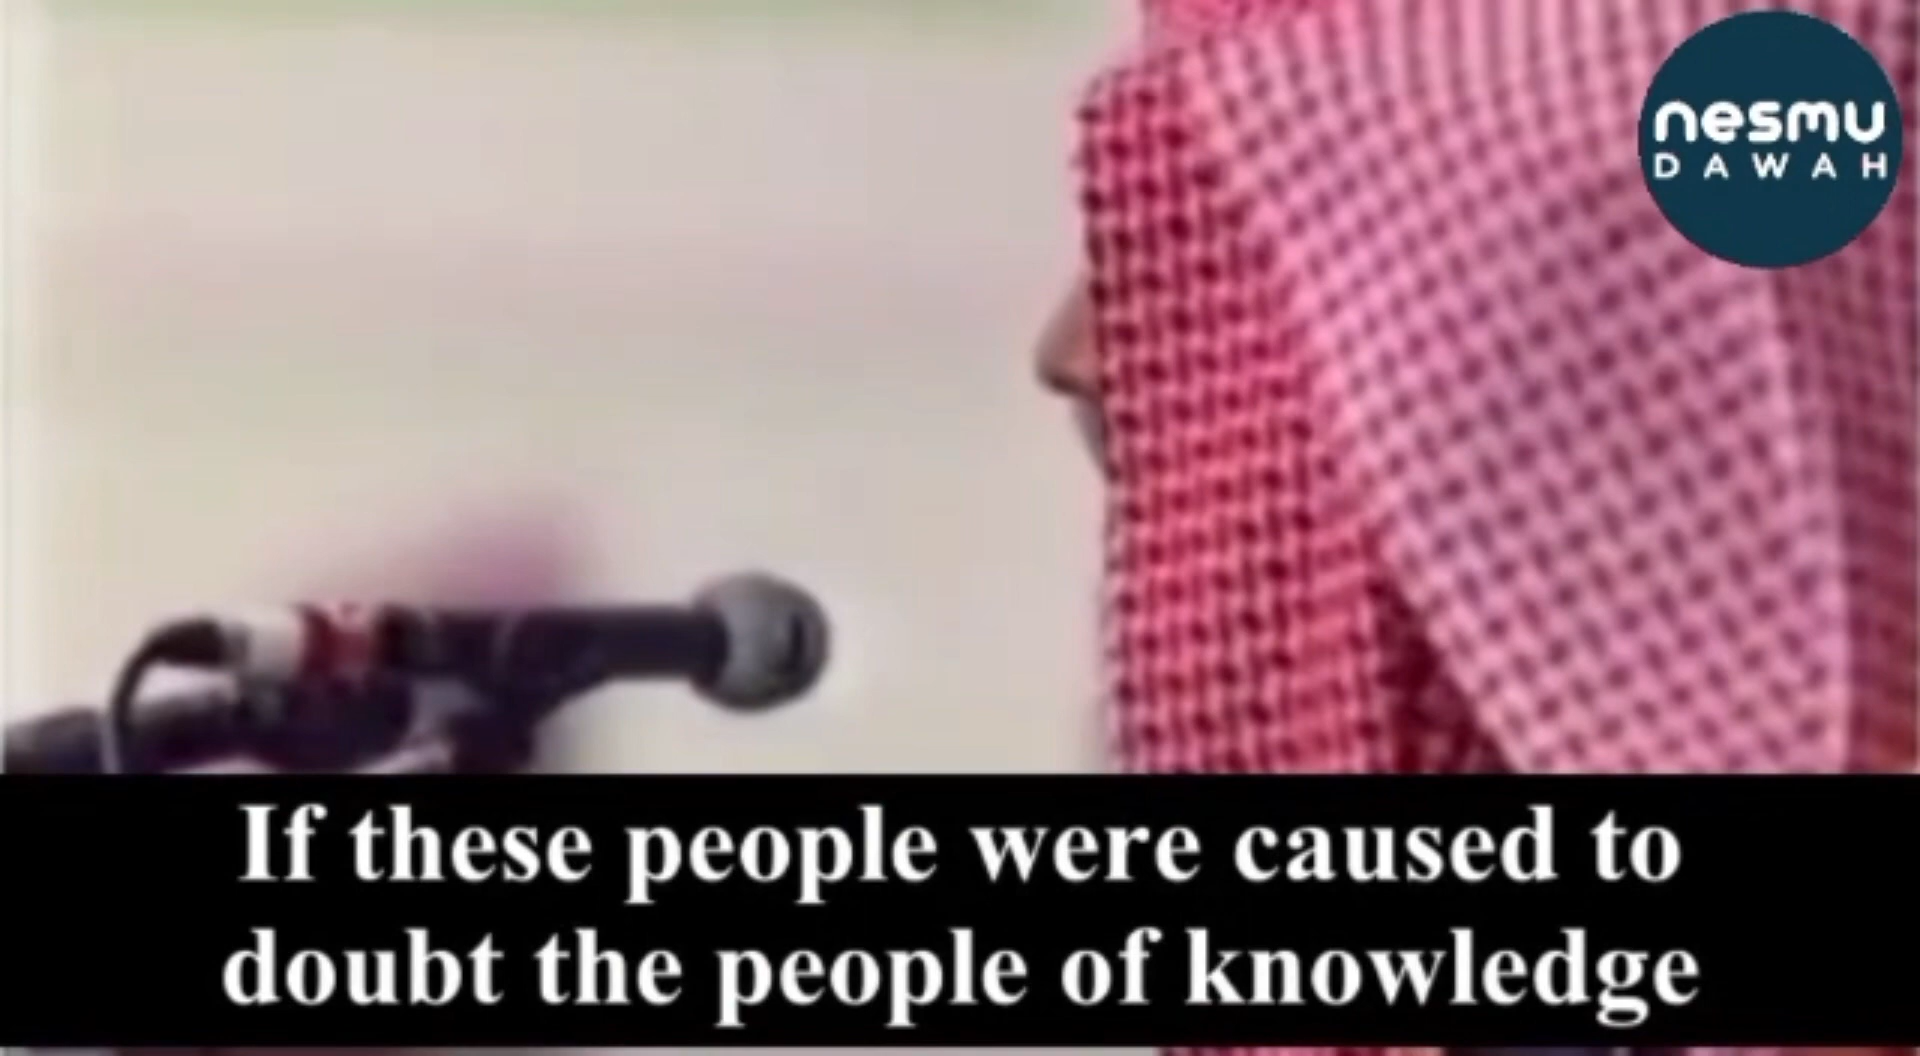 nesmu
DAWAH
If these people were caused to
doubt the people of knowledge